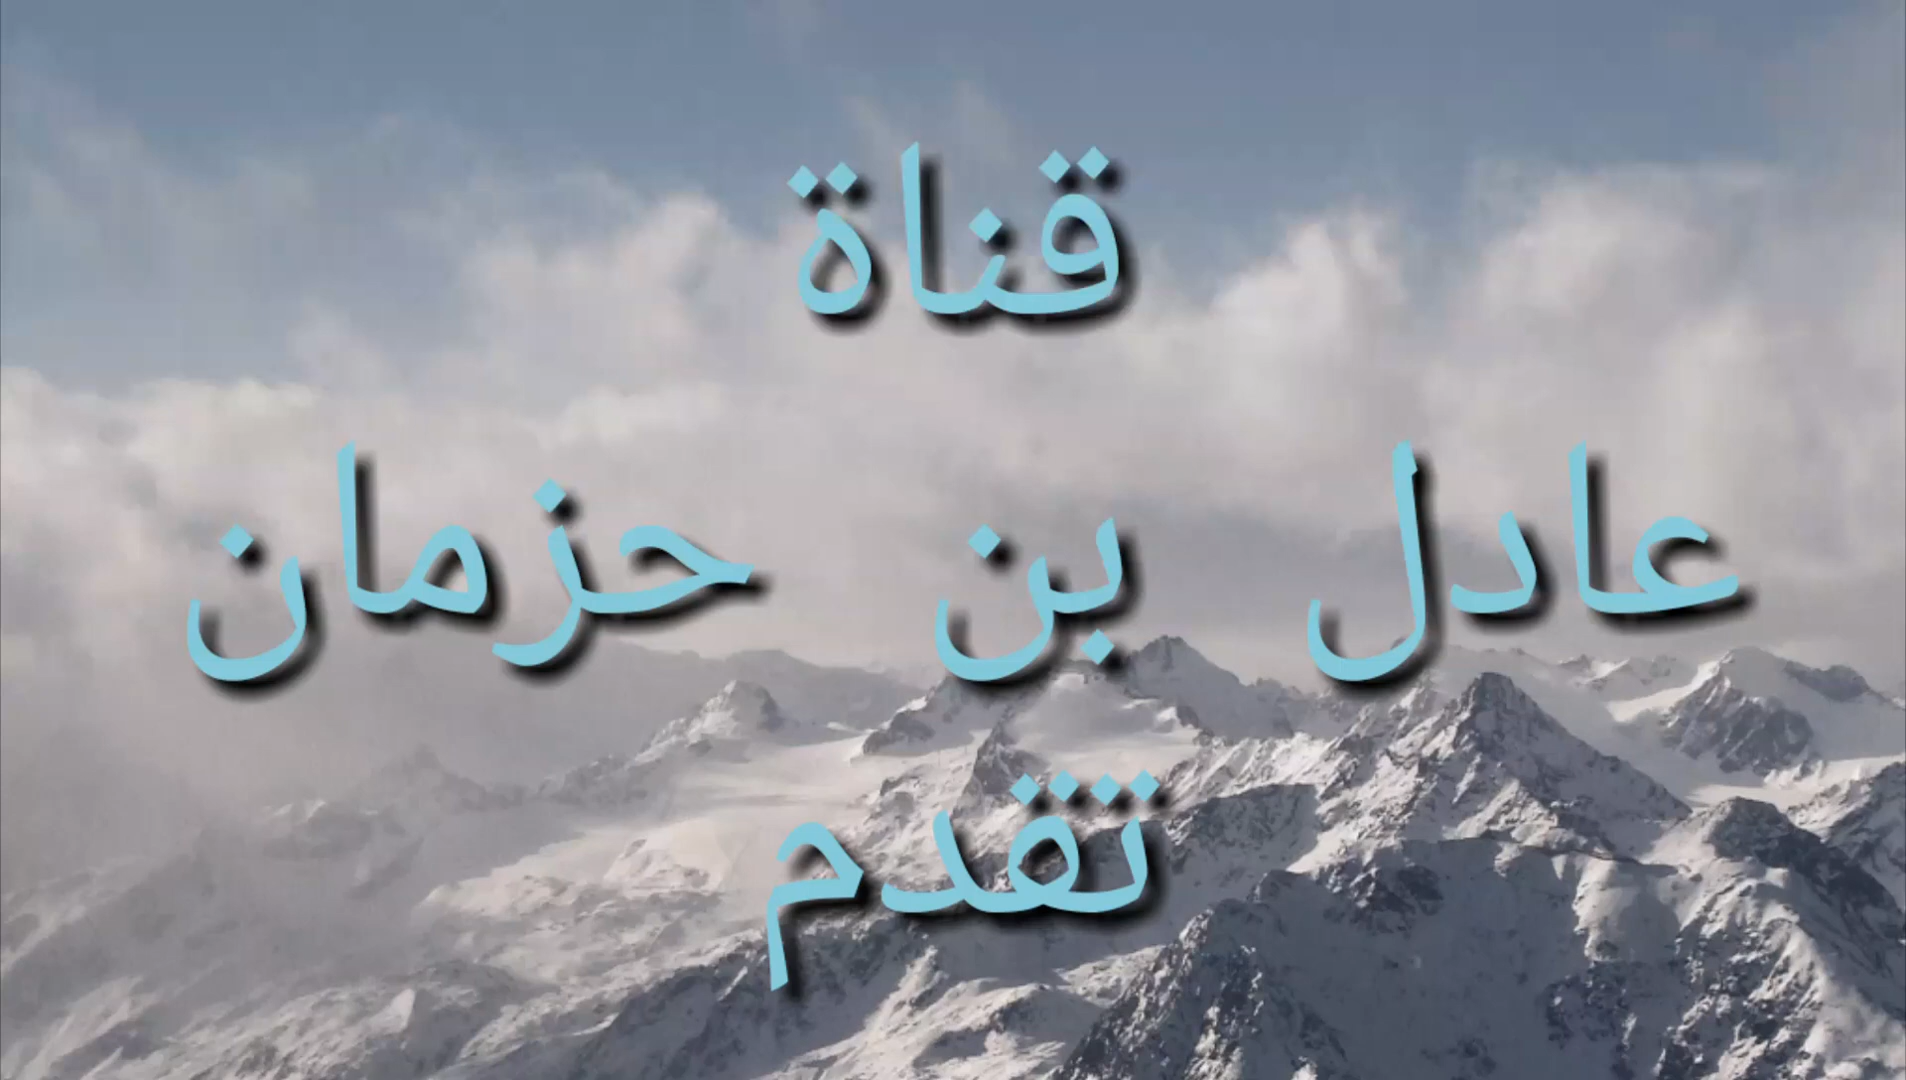 قناة
عادل بن حزمان
تقدم